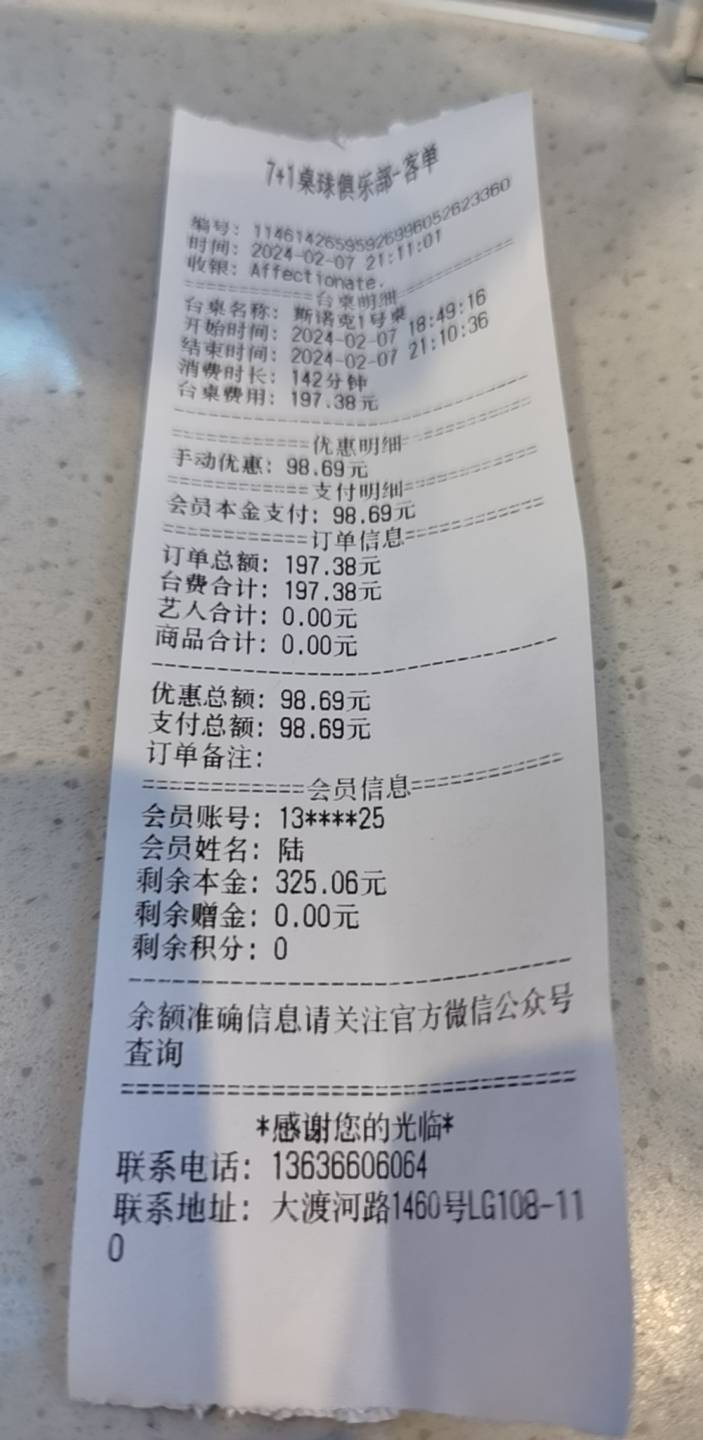 7+1桌球俱乐部-客单
编号: 1146142659592699605262​3360
时间: 2024-02-07 21:11:01
收银: Affectionate.
============台桌明细============
台桌名称: 斯诺克1号桌
开始时间: 2024-02-07 18:49:16
结束时间: 2024-02-07 21:10:36
消费时长: 142分钟
台桌费用: 197.38元
--------------------------------
============优惠明细============
手动优惠: 98.69元
============支付明细============
会员本金支付: 98.69元
============订单信息============
订单总额: 197.38元
台费合计: 197.38元
艺人合计: 0.00元
商品合计: 0.00元
--------------------------------
优惠总额: 98.69元
支付总额: 98.69元
订单备注:
============会员信息============
会员账号: 13****25
会员姓名: 陆
剩余本金: 325.06元
剩余赠金: 0.00元
剩余积分: 0
--------------------------------
余额准确信息请关注官方微信公众号
查询
================================
*感谢您的光临*
联系电话: 13636606064
联系地址: 大渡河路1460号LG108-11
0